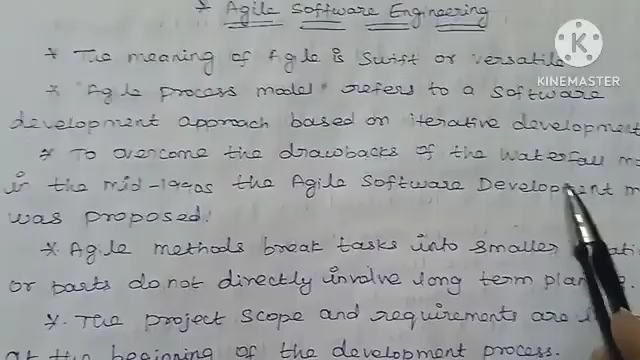 * Agile Software Engineering
* The meaning of Agile is swift or versatile
* "Agile process model" refers to a software
development approach based on iterative development
* To overcome the drawbacks of the waterfall
in the mid-1990s the Agile Software Development
was proposed.
* Agile methods break tasks into smaller
or parts do not directly involve long term
* The project scope and requirements are
at the beginning of the development process.
KINEMASTER